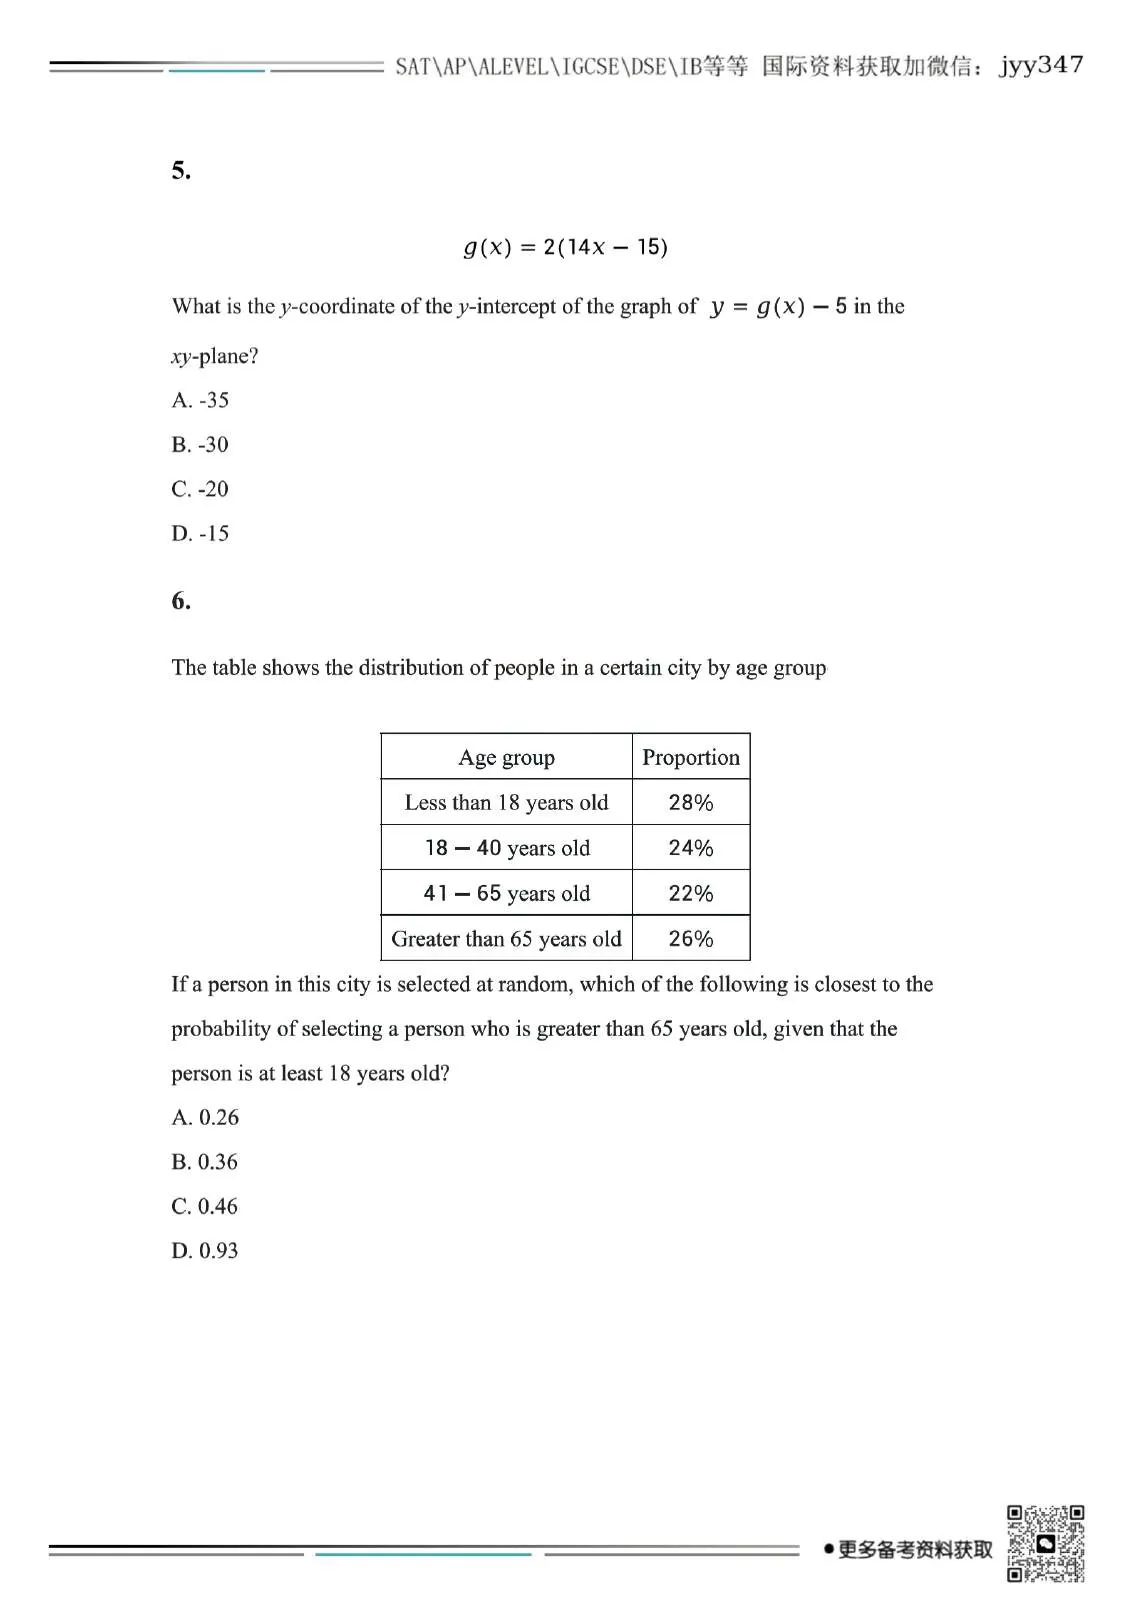 SAT\AP\ALEVEL\IGCSE\DSE\IB等等 国际资料获取加微信：jyy347
5.
g(x) = 2(14x − 15)
What is the y-coordinate of the y-intercept of the graph of y = g(x) − 5 in the
xy-plane?
A. -35
B. -30
C. -20
D. -15
6.
The table shows the distribution of people in a certain city by age group
Age group Proportion
Less than 18 years old 28%
18 − 40 years old 24%
41 − 65 years old 22%
Greater than 65 years old 26%
If a person in this city is selected at random, which of the following is closest to the
probability of selecting a person who is greater than 65 years old, given that the
person is at least 18 years old?
A. 0.26
B. 0.36
C. 0.46
D. 0.93
●更多备考资料获取